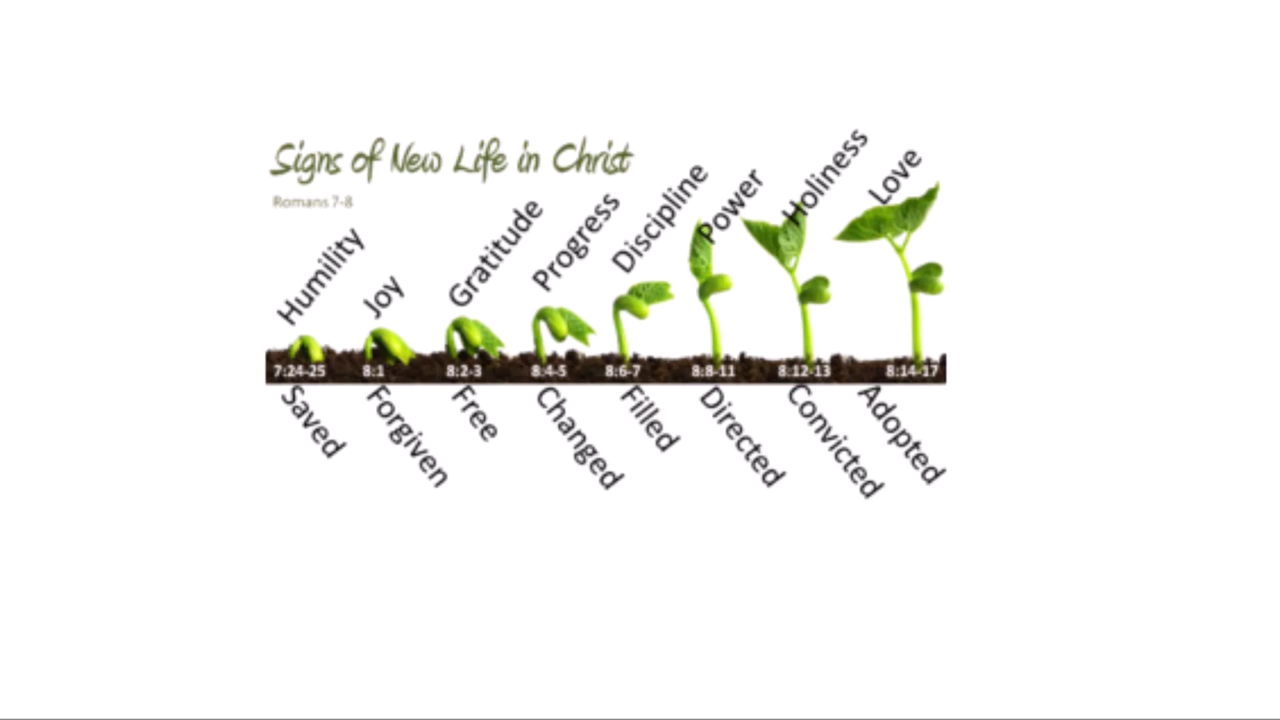 Signs of New Life in Christ
Romans 7-8
Humility
Joy
Gratitude
Progress
Discipline
Power
Holiness
Love
7:24-25
8:1
8:2-3
8:4-5
8:6-7
8:8-11
8:12-13
8:14-17
Saved
Forgiven
Free
Changed
Filled
Directed
Convicted
Adopted